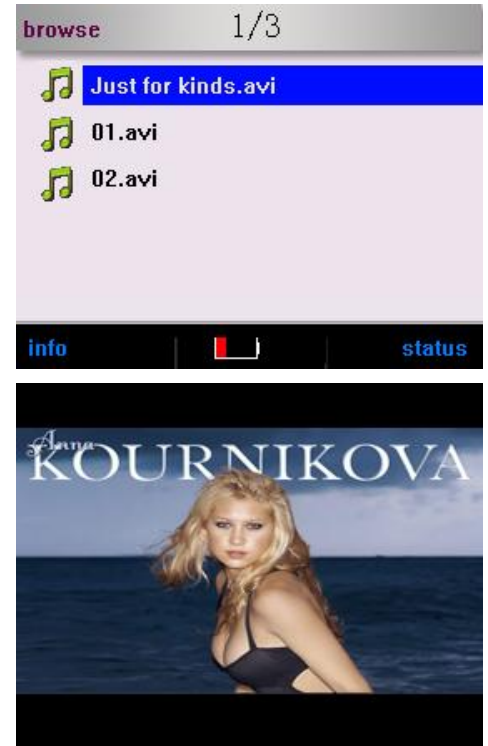 browse 1/3
Just for kinds.avi
01.avi
02.avi
info status
Anna
KOURNIKOVA